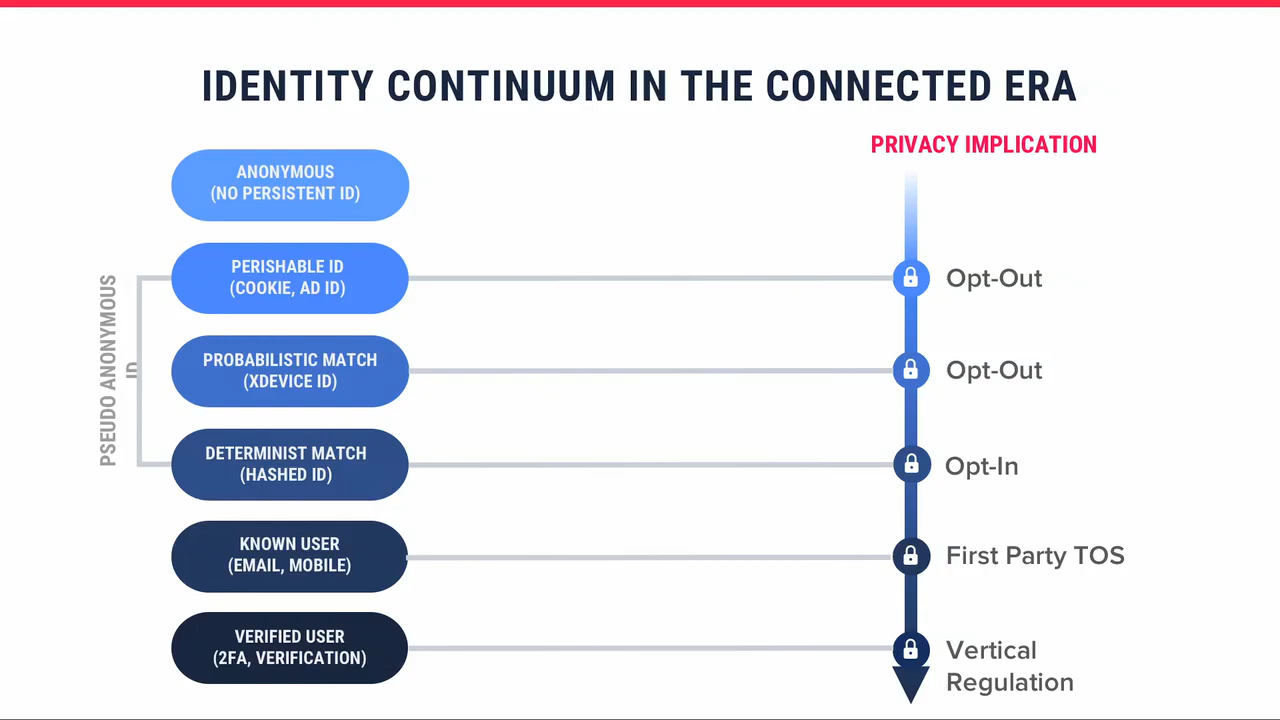 IDENTITY CONTINUUM IN THE CONNECTED ERA
PRIVACY IMPLICATION
ANONYMOUS
(NO PERSISTENT ID)
PSEUDO ANONYMOUS
ID
PERISHABLE ID
(COOKIE, AD ID)
Opt-Out
PROBABILISTIC MATCH
(XDEVICE ID)
Opt-Out
DETERMINIST MATCH
(HASHED ID)
Opt-In
KNOWN USER
(EMAIL, MOBILE)
First Party TOS
VERIFIED USER
(2FA, VERIFICATION)
Vertical
Regulation